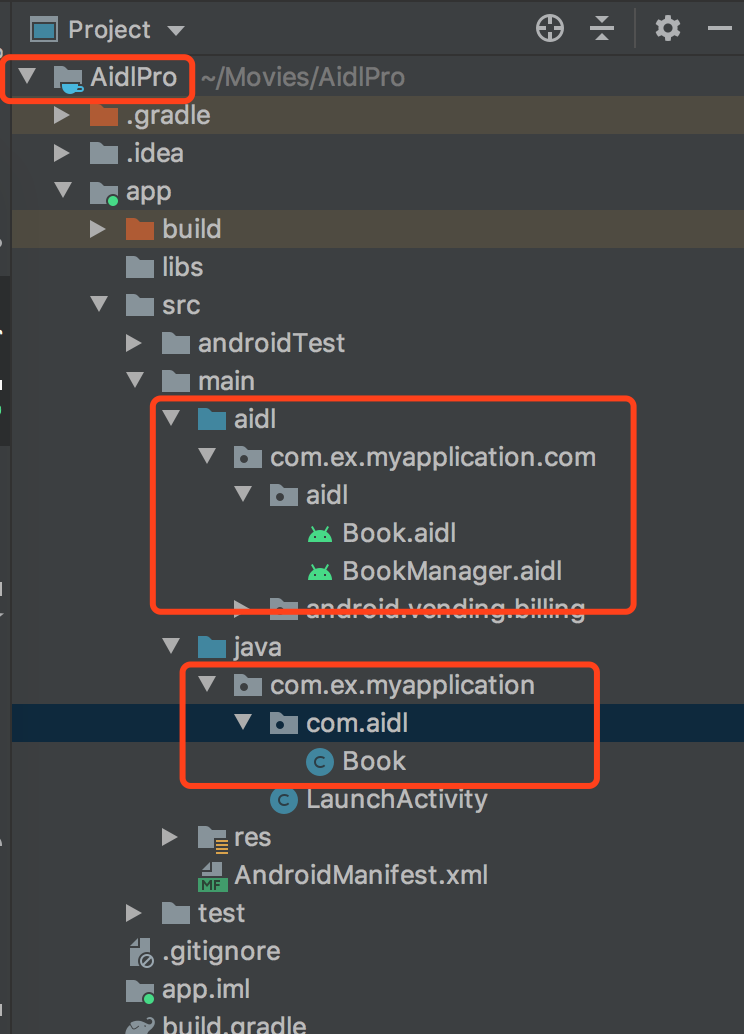 Project
AidlPro ~/Movies/AidlPro
.gradle
.idea
app
build
libs
src
androidTest
main
aidl
com.ex.myapplication.com
aidl
Book.aidl
BookManager.aidl
android.vending.billing
java
com.ex.myapplication
com.aidl
C Book
C LaunchActivity
res
MF AndroidManifest.xml
test
.gitignore
app.iml
build.gradle